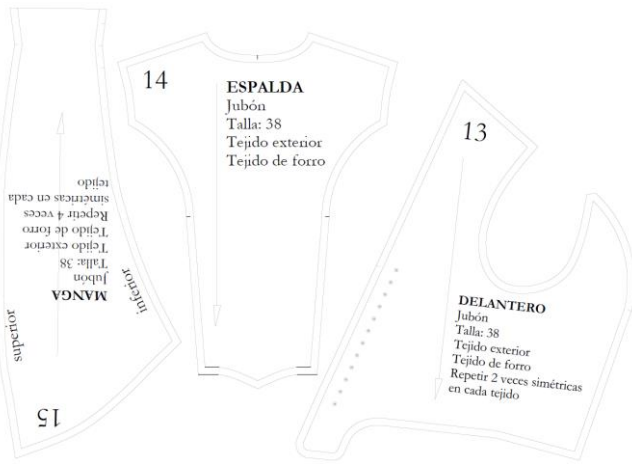 14
ESPALDA
Jubón
Talla: 38
Tejido exterior
Tejido de forro
13
DELANTERO
Jubón
Talla: 38
Tejido exterior
Tejido de forro
Repetir 2 veces simétricas
en cada tejido
15
MANGA
Jubón
Talla: 38
Tejido exterior
Tejido de forro
Repetir 4 veces
simétricas en cada
tejido
superior
inferior